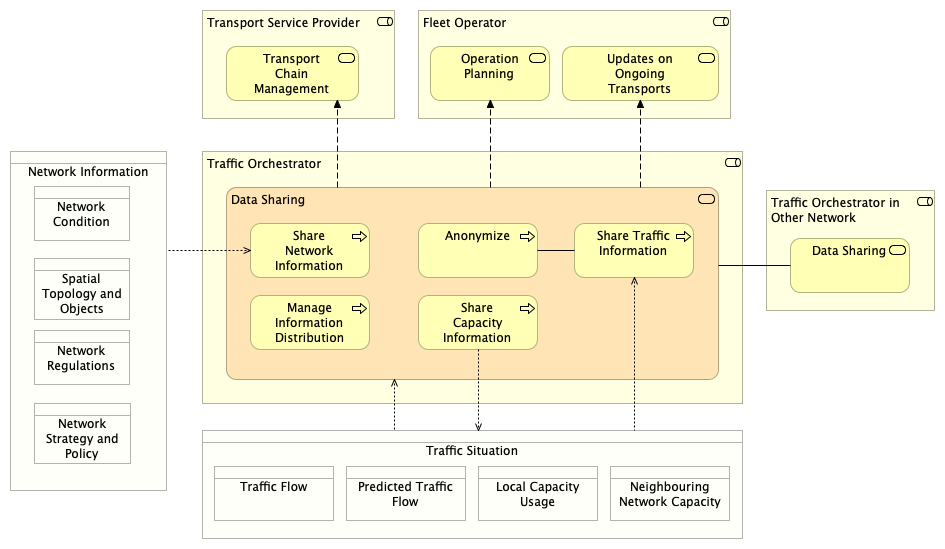 Transport Service Provider
Transport
Chain
Management
Fleet Operator
Operation
Planning
Updates on
Ongoing
Transports
Network Information
Network
Condition
Spatial
Topology and
Objects
Network
Regulations
Network
Strategy and
Policy
Traffic Orchestrator
Data Sharing
Share
Network
Information
Anonymize
Share Traffic
Information
Manage
Information
Distribution
Share
Capacity
Information
Traffic Orchestrator in
Other Network
Data Sharing
Traffic Situation
Traffic Flow
Predicted Traffic
Flow
Local Capacity
Usage
Neighbouring
Network Capacity